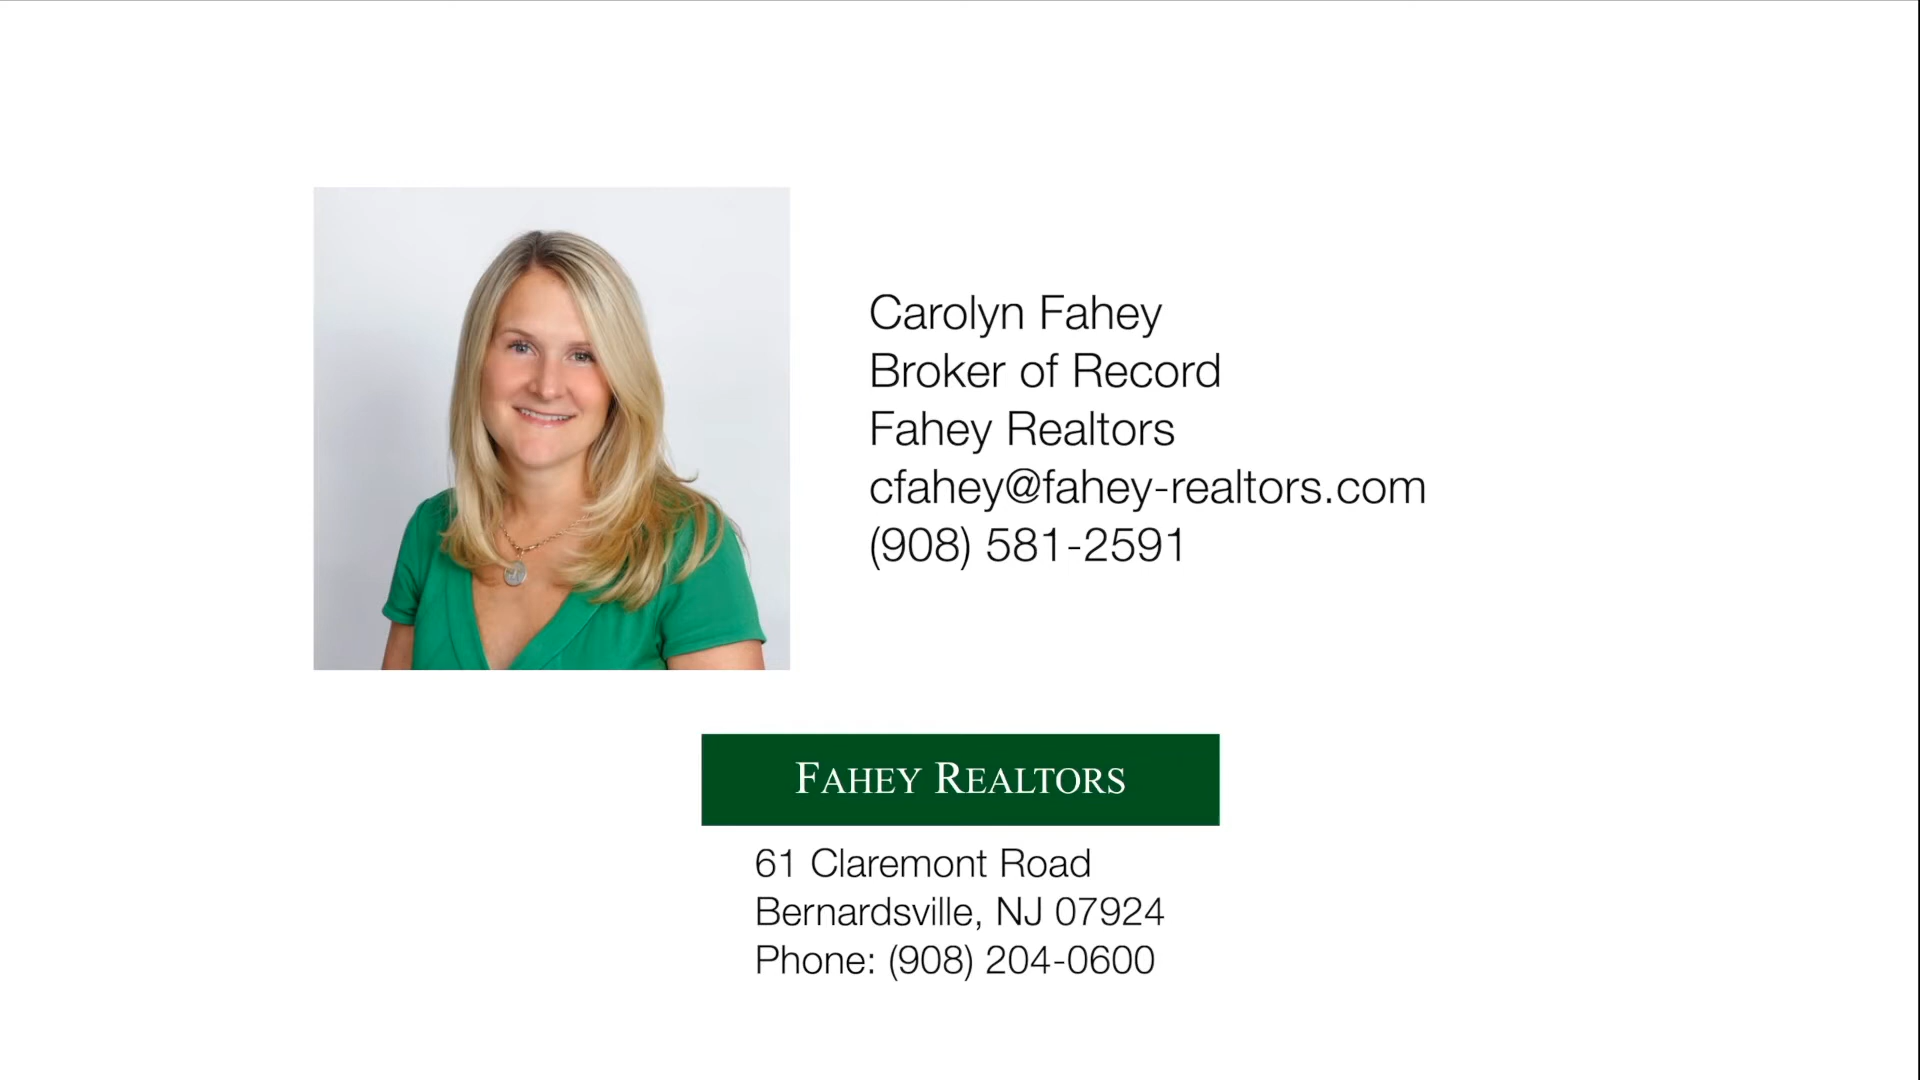 Carolyn Fahey
Broker of Record
Fahey Realtors
cfahey@fahey-realtors.com
(908) 581-2591
FAHEY REALTORS
61 Claremont Road
Bernardsville, NJ 07924
Phone: (908) 204-0600